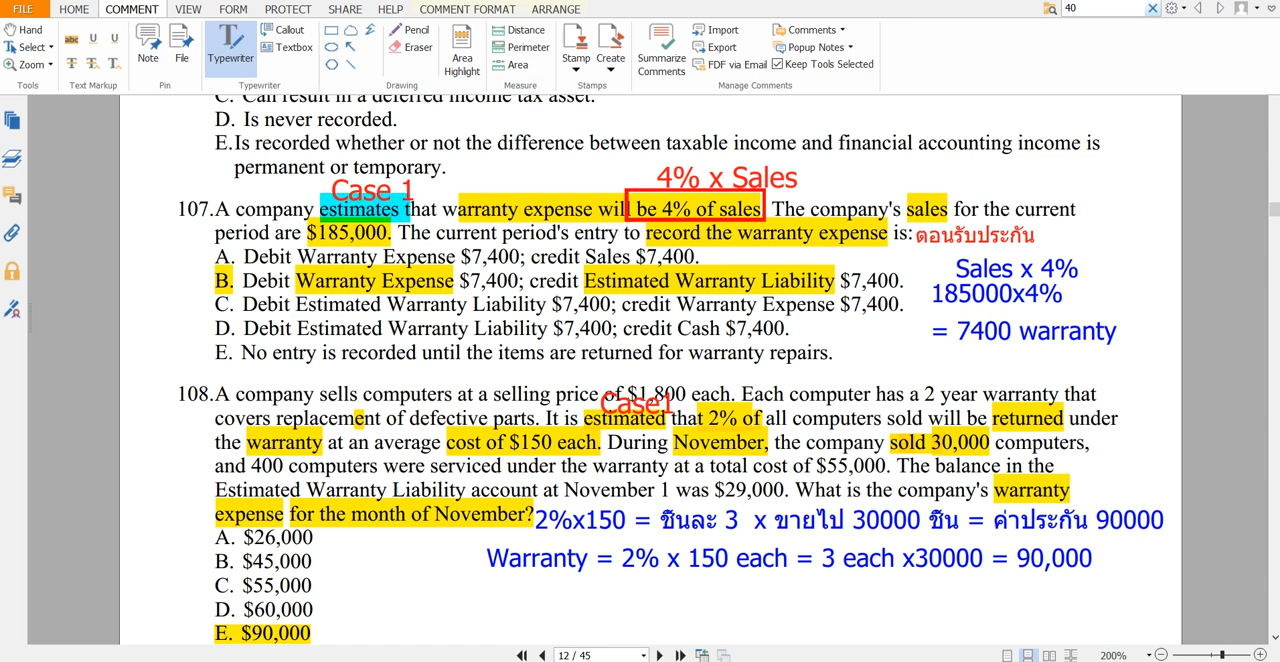 FILE HOME COMMENT VIEW FORM PROTECT SHARE HELP COMMENT FORMAT ARRANGE 40
Hand
Select
Zoom
Tools
abc U U
T T T
Text Markup
Note
File
Pin
Typewriter
Callout
Textbox
Typewriter
Pencil
Eraser
Drawing
Area Highlight
Distance
Perimeter
Area
Measure
Stamp
Create
Stamps
Summarize Comments
Import
Export
FDF via Email
Comments
Popup Notes
Keep Tools Selected
Manage Comments
C. Can result in a deferred income tax asset.
D. Is never recorded.
E.Is recorded whether or not the difference between taxable income and financial accounting income is
permanent or temporary.
4% x Sales
Case 1
107.A company estimates that warranty expense will be 4% of sales. The company's sales for the current
period are $185,000. The current period's entry to record the warranty expense is:ตอนรับประกัน
A. Debit Warranty Expense $7,400; credit Sales $7,400.
Sales x 4%
B. Debit Warranty Expense $7,400; credit Estimated Warranty Liability $7,400.
185000x4%
C. Debit Estimated Warranty Liability $7,400; credit Warranty Expense $7,400.
D. Debit Estimated Warranty Liability $7,400; credit Cash $7,400.
= 7400 warranty
E. No entry is recorded until the items are returned for warranty repairs.
108.A company sells computers at a selling price of $1,800 each. Each computer has a 2 year warranty that
Case1
covers replacement of defective parts. It is estimated that 2% of all computers sold will be returned under
the warranty at an average cost of $150 each. During November, the company sold 30,000 computers,
and 400 computers were serviced under the warranty at a total cost of $55,000. The balance in the
Estimated Warranty Liability account at November 1 was $29,000. What is the company's warranty
expense for the month of November?
2%x150 = ชิ้นละ 3 x ขายไป 30000 ชิ้น = ค่าประกัน 90000
A. $26,000
Warranty = 2% x 150 each = 3 each x30000 = 90,000
B. $45,000
C. $55,000
D. $60,000
E. $90,000
12 / 45
200%